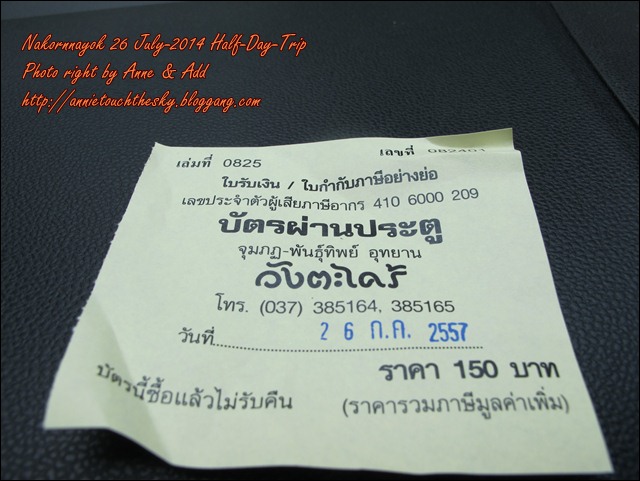 Nakornnayok 26 July-2014 Half-Day-Trip
Photo right by Anne & Add
http://annietouchthesky.bloggang.com
เล่มที่ 0825 เลขที่ 082401
ใบรับเงิน / ใบกำกับภาษีอย่างย่อ
เลขประจำตัวผู้เสียภาษีอากร 410 6000 209
บัตรผ่านประตู
จุมภฏ-พันธุ์ทิพย์ อุทยาน
วังตะไคร้
โทร. (037) 385164, 385165
วันที่ 26 ก.ค. 2557
ราคา 150 บาท
บัตรนี้ซื้อแล้วไม่รับคืน (ราคารวมภาษีมูลค่าเพิ่ม)